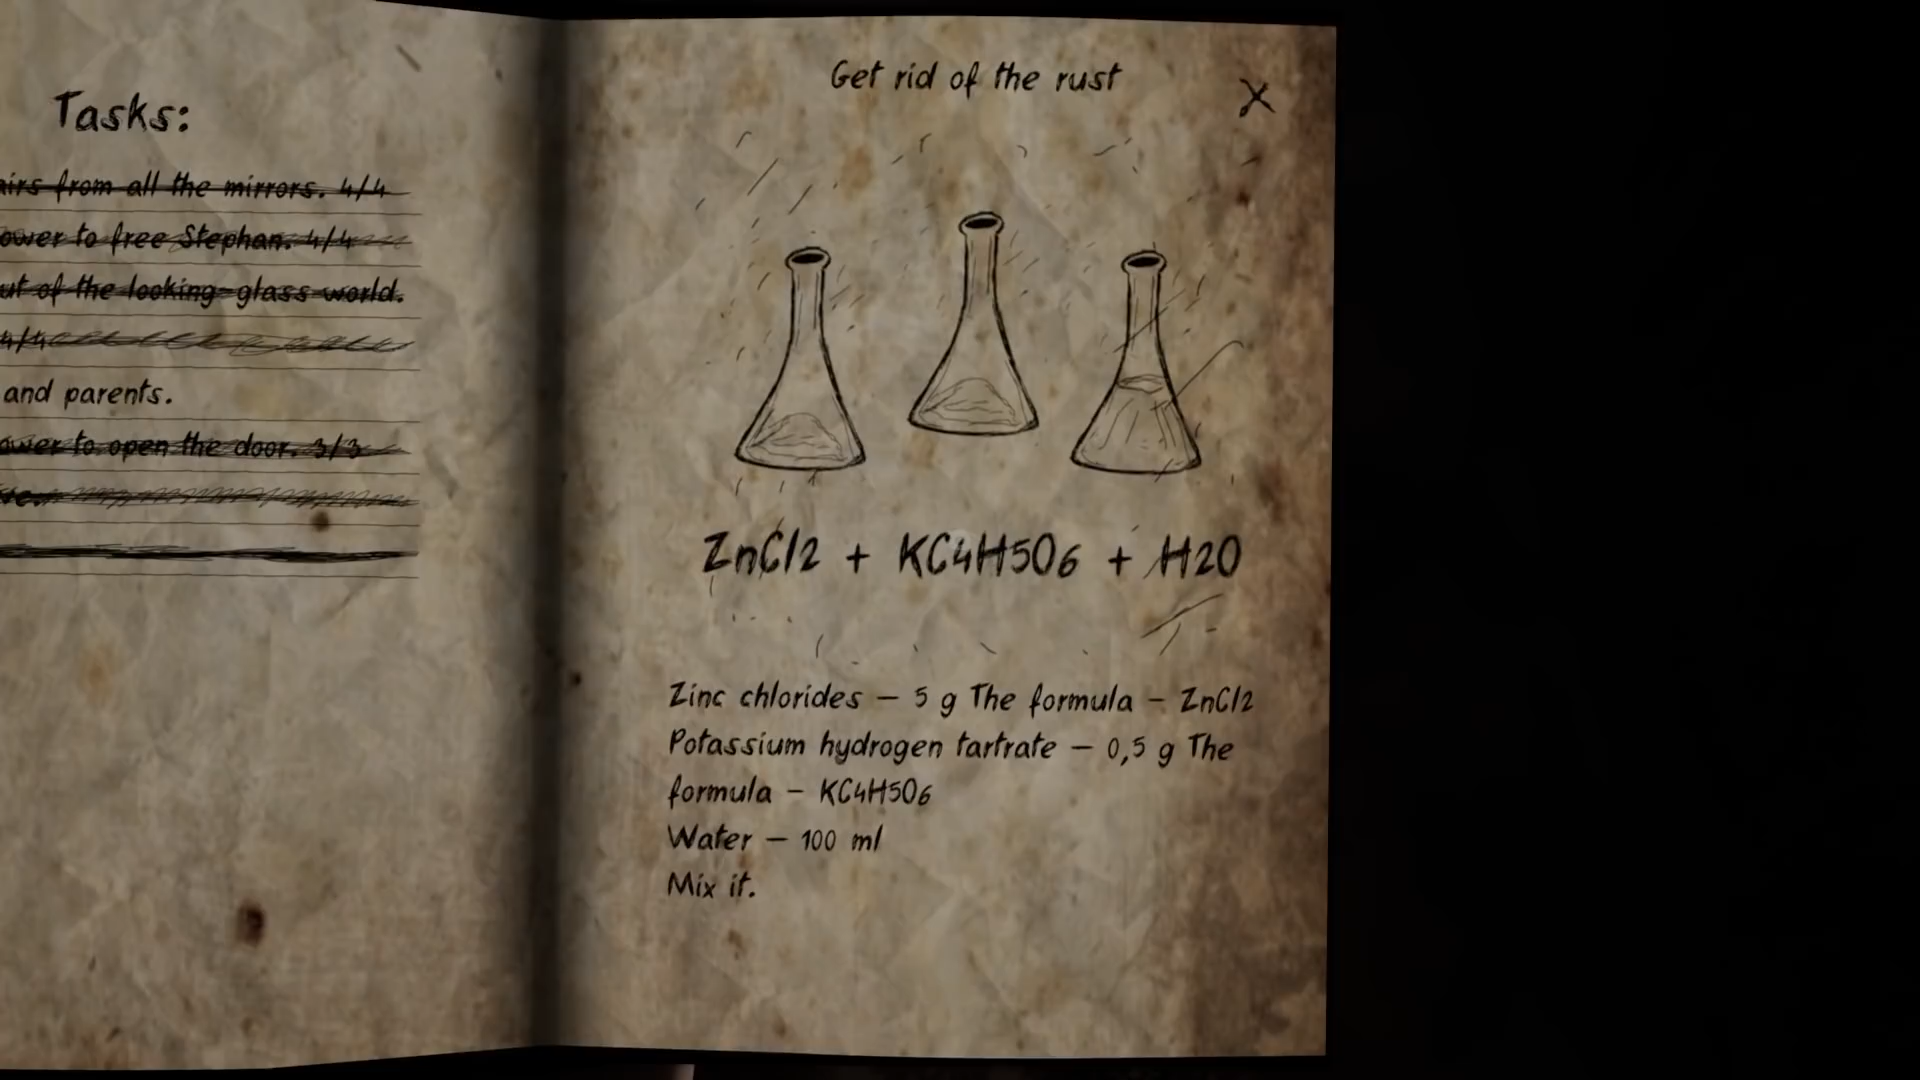 Tasks:
airs from all the mirrors. 4/4
ower to free Stephan. 4/4
ut of the looking-glass world.
4/4
and parents.
ower to open the door. 3/3
ve.
Get rid of the rust
X
ZnCl2 + KC4H5O6 + H2O
Zinc chlorides – 5 g The formula – ZnCl2
Potassium hydrogen tartrate – 0,5 g The
formula – KC4H5O6
Water – 100 ml
Mix it.